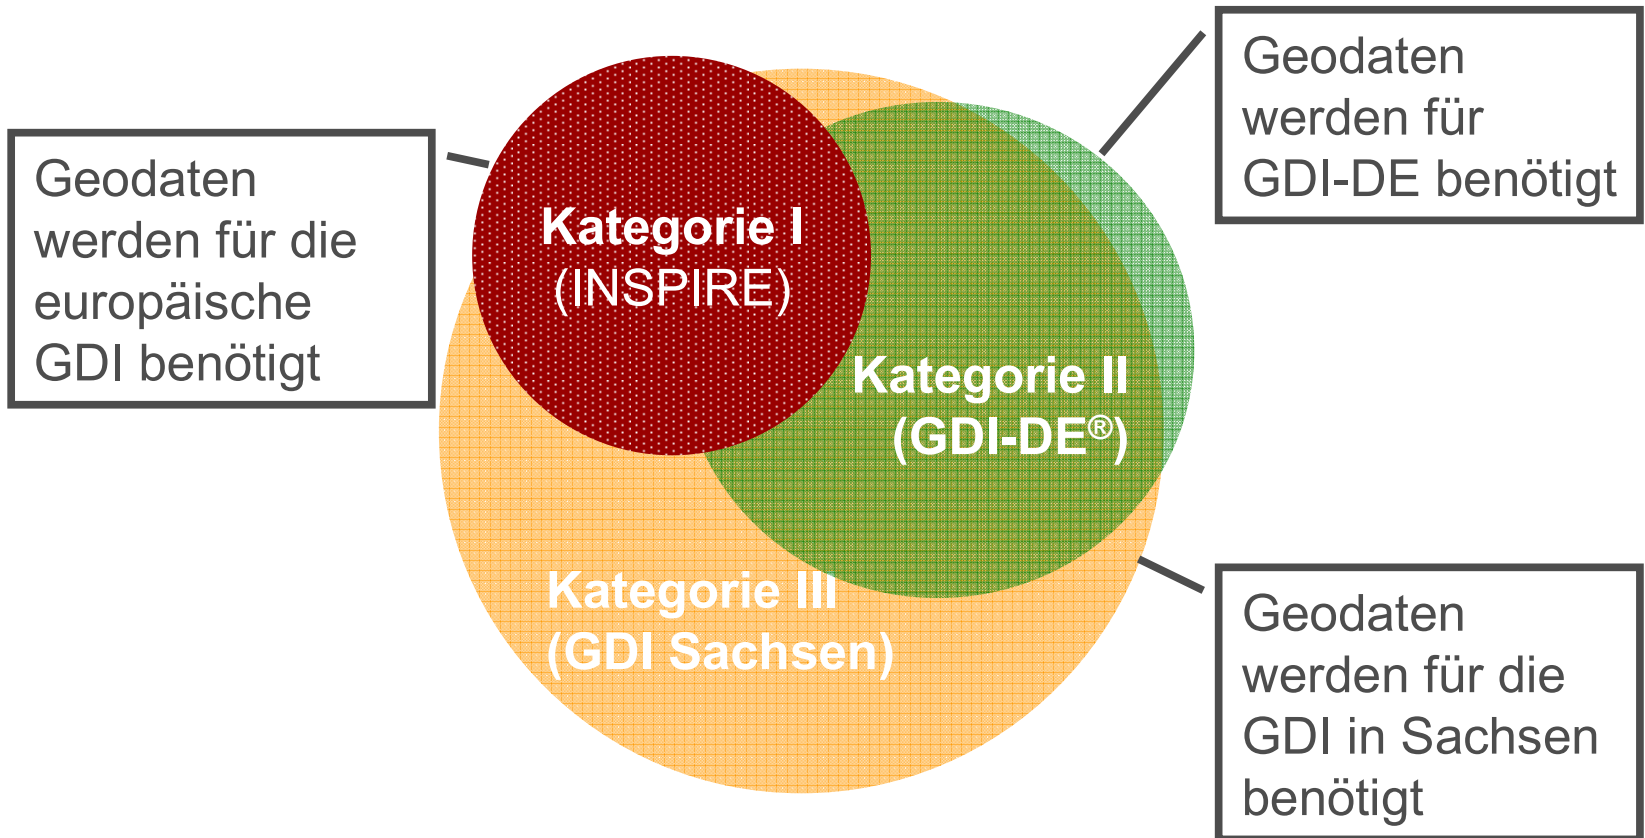 Geodaten
werden für die
europäische
GDI benötigt
Kategorie I
(INSPIRE)
Geodaten
werden für
GDI-DE benötigt
Kategorie II
(GDI-DE®)
Kategorie III
(GDI Sachsen)
Geodaten
werden für die
GDI in Sachsen
benötigt